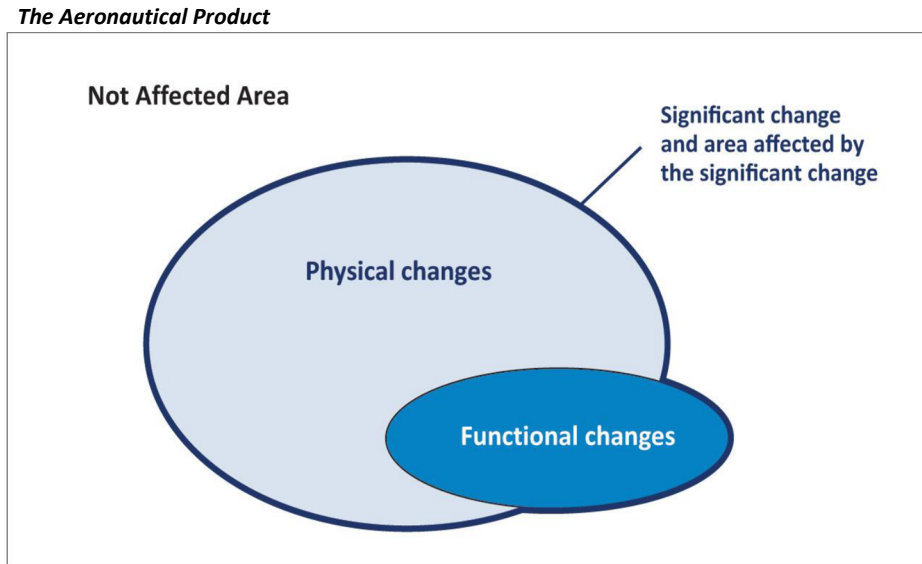 The Aeronautical Product
Not Affected Area
Significant change
and area affected by
the significant change
Physical changes
Functional changes